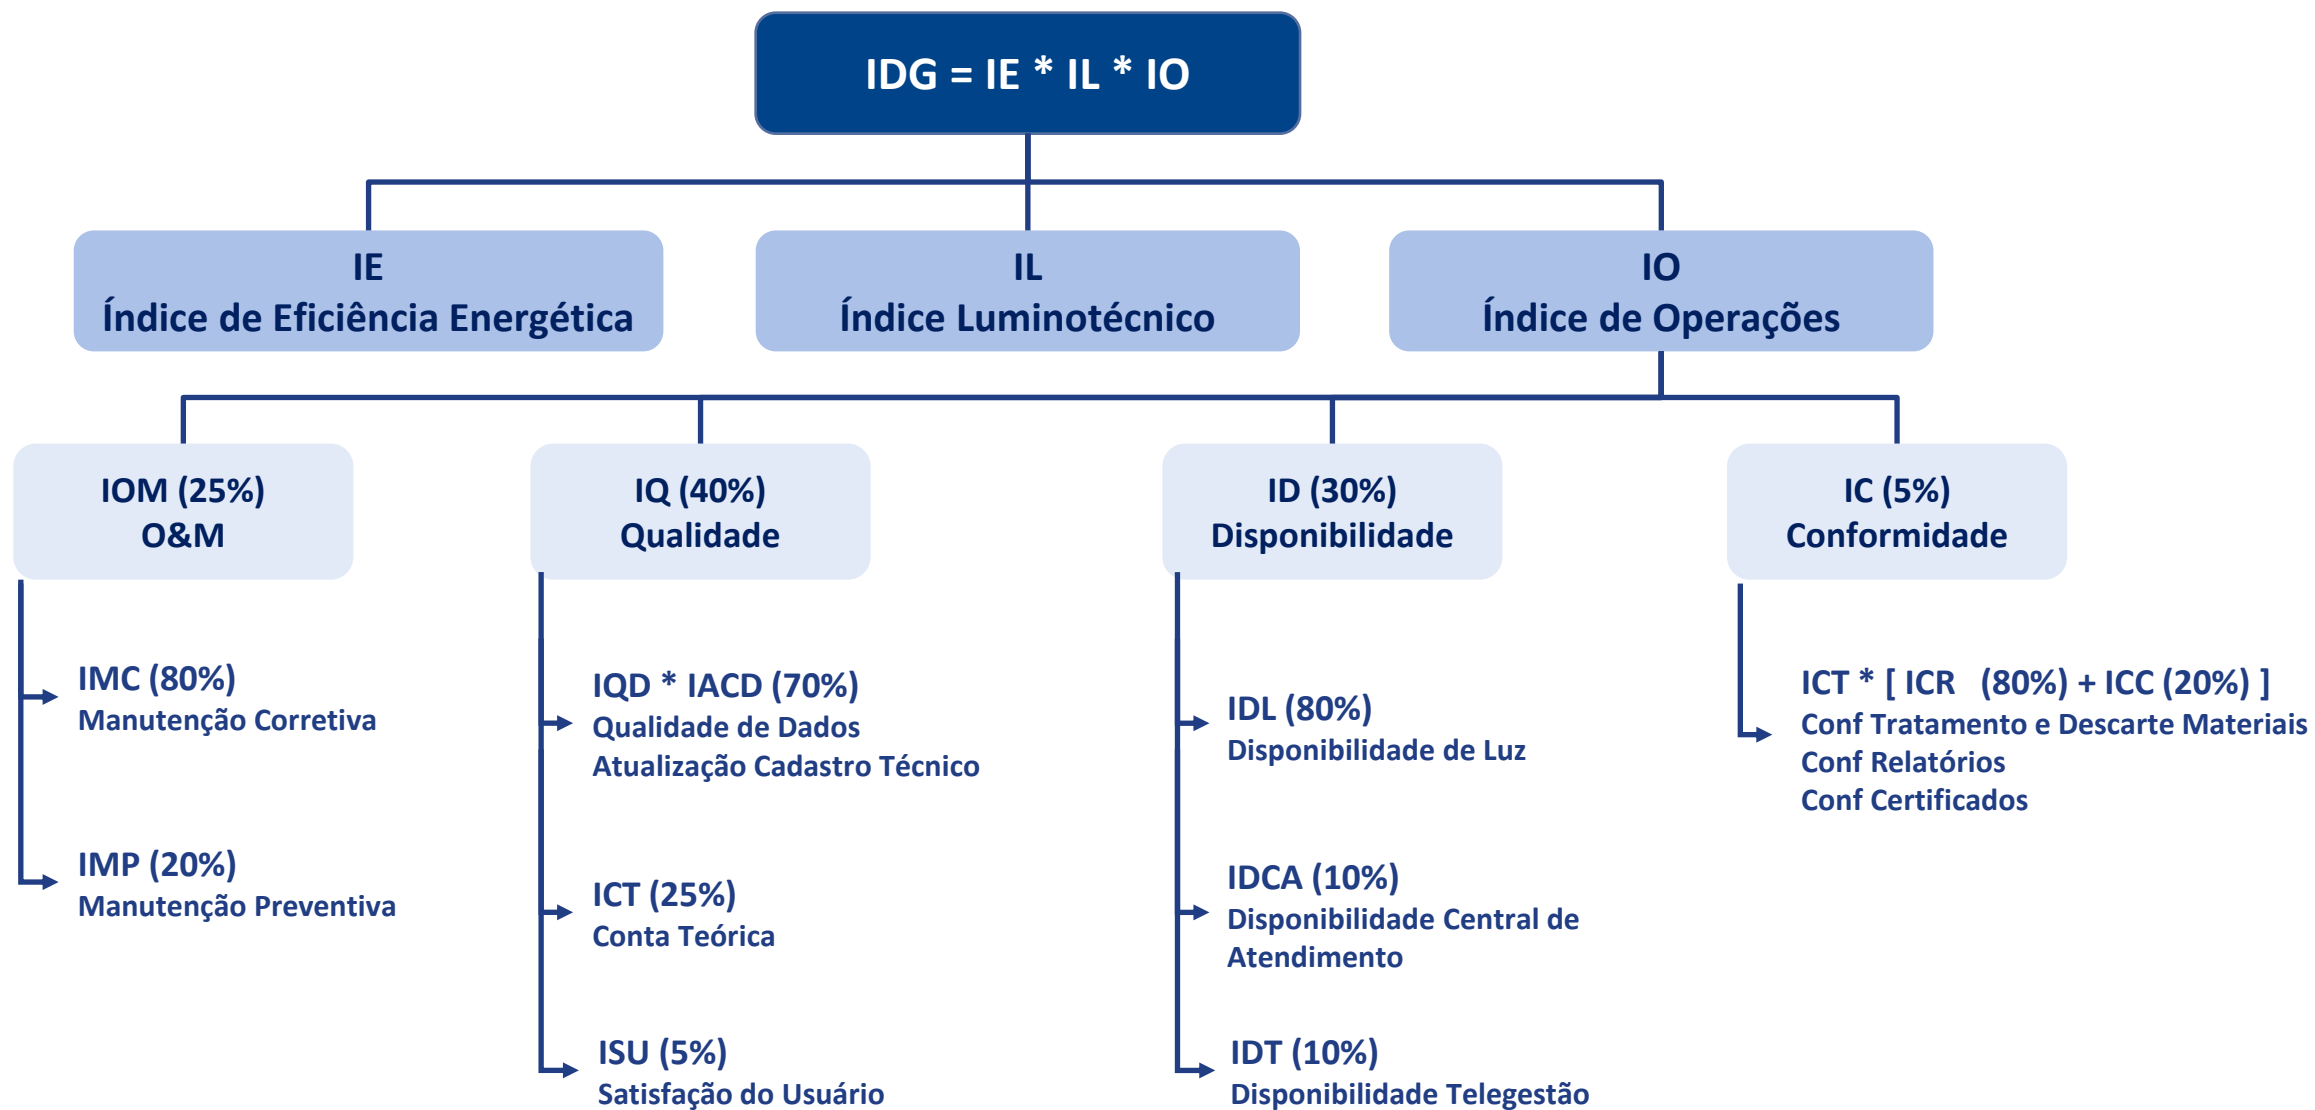 IDG = IE * IL * IO
IE
Índice de Eficiência Energética
IL
Índice Luminotécnico
IO
Índice de Operações
IOM (25%)
O&M
IQ (40%)
Qualidade
ID (30%)
Disponibilidade
IC (5%)
Conformidade
IMC (80%)
Manutenção Corretiva
IMP (20%)
Manutenção Preventiva
IQD * IACD (70%)
Qualidade de Dados
Atualização Cadastro Técnico
ICT (25%)
Conta Teórica
ISU (5%)
Satisfação do Usuário
IDL (80%)
Disponibilidade de Luz
IDCA (10%)
Disponibilidade Central de
Atendimento
IDT (10%)
Disponibilidade Telegestão
ICT * [ ICR (80%) + ICC (20%) ]
Conf Tratamento e Descarte Materiais
Conf Relatórios
Conf Certificados